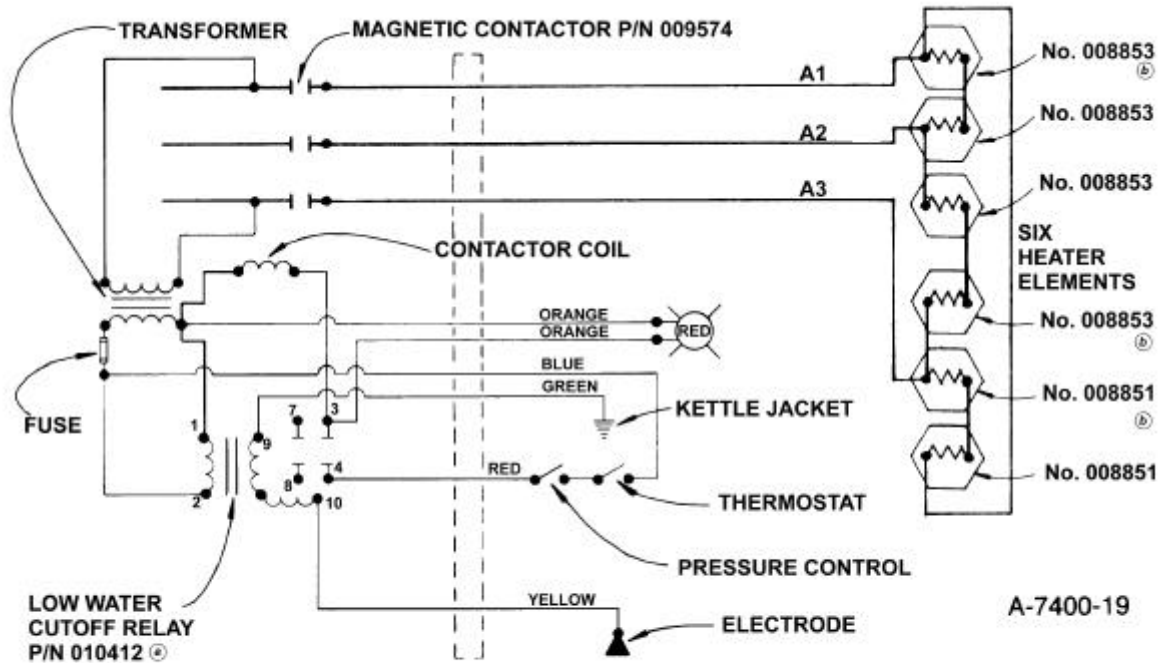 TRANSFORMER
MAGNETIC CONTACTOR P/N 009574
A1
A2
A3
No. 008853
b
No. 008853
No. 008853
SIX
HEATER
ELEMENTS
No. 008853
b
No. 008851
b
No. 008851
CONTACTOR COIL
ORANGE
ORANGE
RED
BLUE
GREEN
KETTLE JACKET
FUSE
1
2
9
10
7
3
8
4
RED
THERMOSTAT
PRESSURE CONTROL
YELLOW
ELECTRODE
LOW WATER
CUTOFF RELAY
P/N 010412
A-7400-19